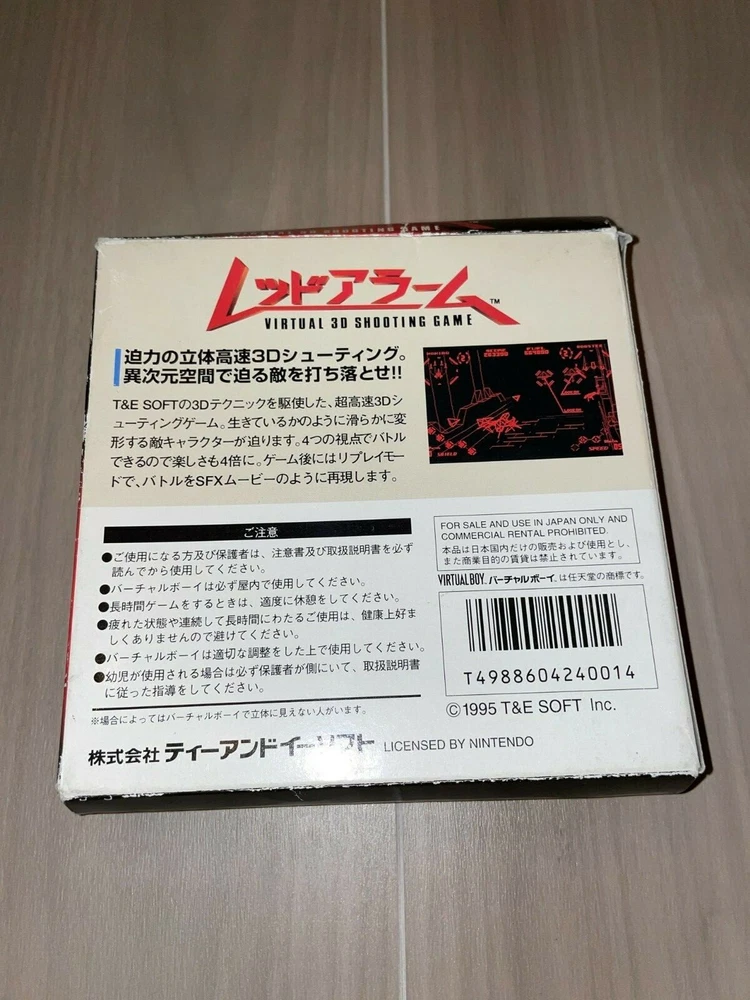 VIRTUAL 3D SHOOTING GAME
レッドアラーム™
VIRTUAL 3D SHOOTING GAME
迫力の立体高速3Dシューティング。
異次元空間で迫る敵を打ち落とせ!!
T&E SOFTの3Dテクニックを駆使した、超高速3Dシ
ューティングゲーム。生きているかのように滑らかに変
形する敵キャラクターが迫ります。4つの視点でバトル
できるので楽しさも4倍に。ゲーム後にはリプレイモー
ドで、バトルをSFXムービーのように再現します。
SHIELD
SPEED
ご注意
●ご使用になる方及び保護者は、注意書及び取扱説明書を必ず
読んでから使用してください。
●バーチャルボーイは必ず屋内で使用してください。
●長時間ゲームをするときは、適度に休憩をしてください。
●疲れた状態や連続して長時間にわたるご使用は、健康上好ま
しくありませんので避けてください。
●バーチャルボーイは適切な調整をした上で使用してください。
●幼児が使用される場合は必ず保護者が側にいて、取扱説明書
に従った指導をしてください。
※場合によってはバーチャルボーイで立体に見えない人がいます。
FOR SALE AND USE IN JAPAN ONLY AND
COMMERCIAL RENTAL PROHIBITED.
本品は日本国内だけの販売および使用とし、
また商業目的の賃貸は禁止されています。
VIRTUAL BOY, バーチャルボーイ, は任天堂の商標です。
T4988604240014
©1995 T&E SOFT Inc.
株式会社 ティーアンドイーソフト LICENSED BY NINTENDO